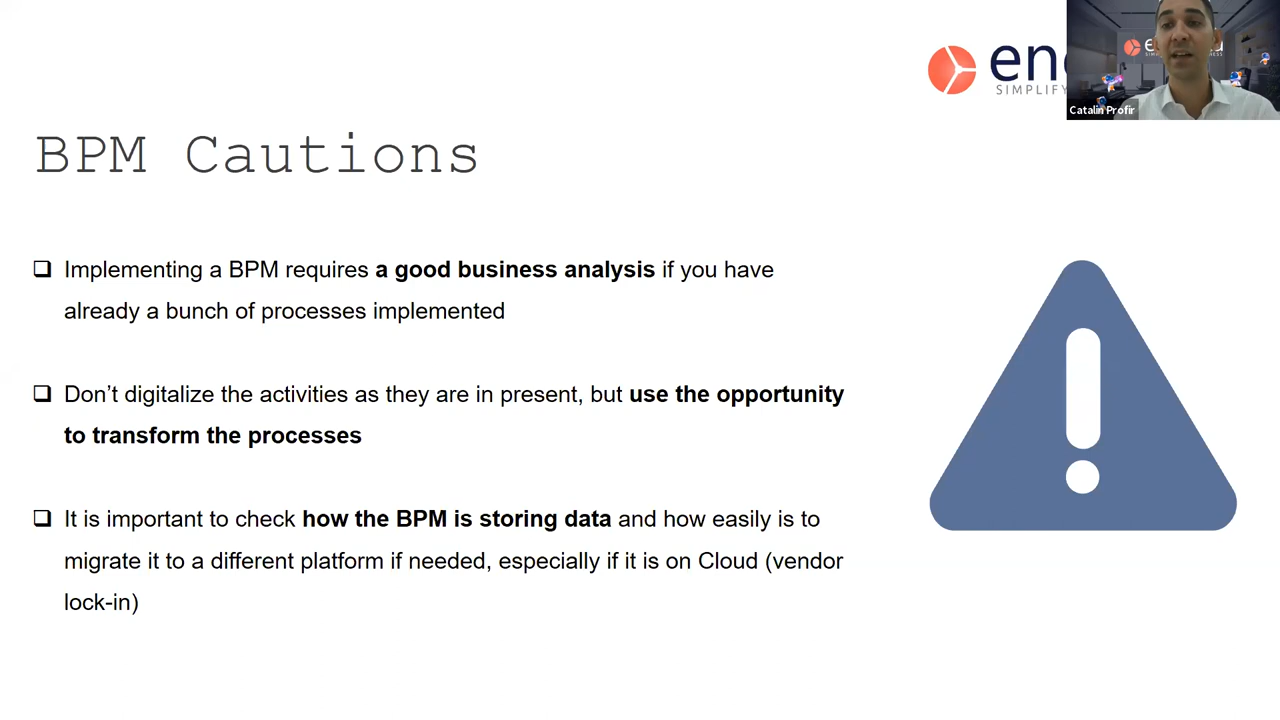 en
SIMPLIFY
Catalin Profir
BPM Cautions
❑ Implementing a BPM requires a good business analysis if you have
already a bunch of processes implemented
❑ Don’t digitalize the activities as they are in present, but use the opportunity
to transform the processes
❑ It is important to check how the BPM is storing data and how easily is to
migrate it to a different platform if needed, especially if it is on Cloud (vendor
lock-in)